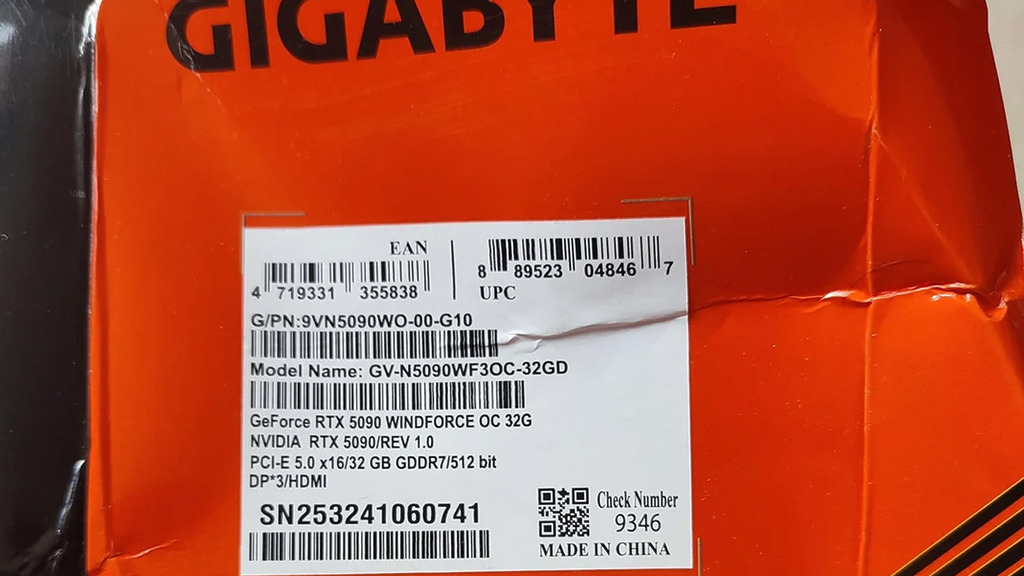 GIGABYTE
EAN
4 719331 355838
8 89523 04846 7
UPC
G/PN:9VN5090WO-00-G10
Model Name: GV-N5090WF3OC-32GD
GeForce RTX 5090 WINDFORCE OC 32G
NVIDIA RTX 5090/REV 1.0
PCI-E 5.0 x16/32 GB GDDR7/512 bit
DP*3/HDMI
SN253241060741
Check Number
9346
MADE IN CHINA